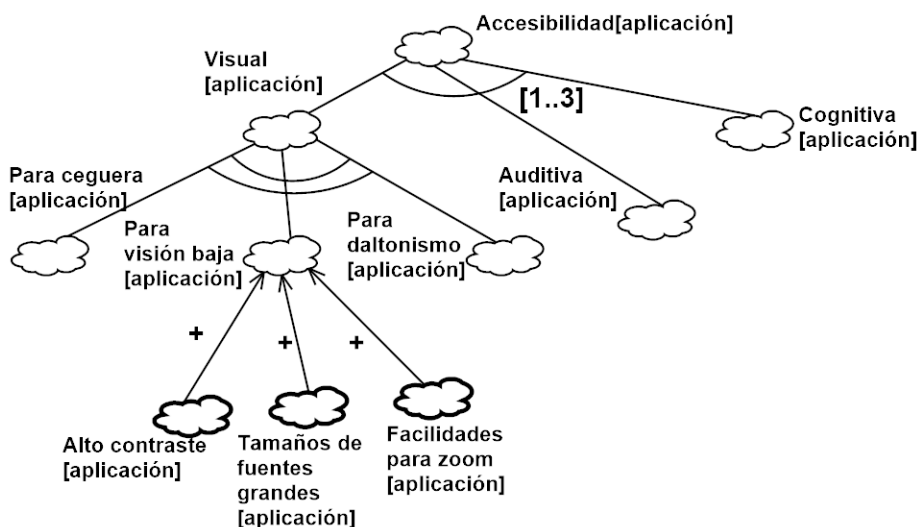 Accesibilidad[aplicación]
Visual
[aplicación]
[1..3]
Cognitiva
[aplicación]
Para ceguera
[aplicación]
Auditiva
[aplicación]
Para
visión baja
[aplicación]
Para
daltonismo
[aplicación]
+
+
+
Alto contraste
[aplicación]
Tamaños de
fuentes
grandes
[aplicación]
Facilidades
para zoom
[aplicación]